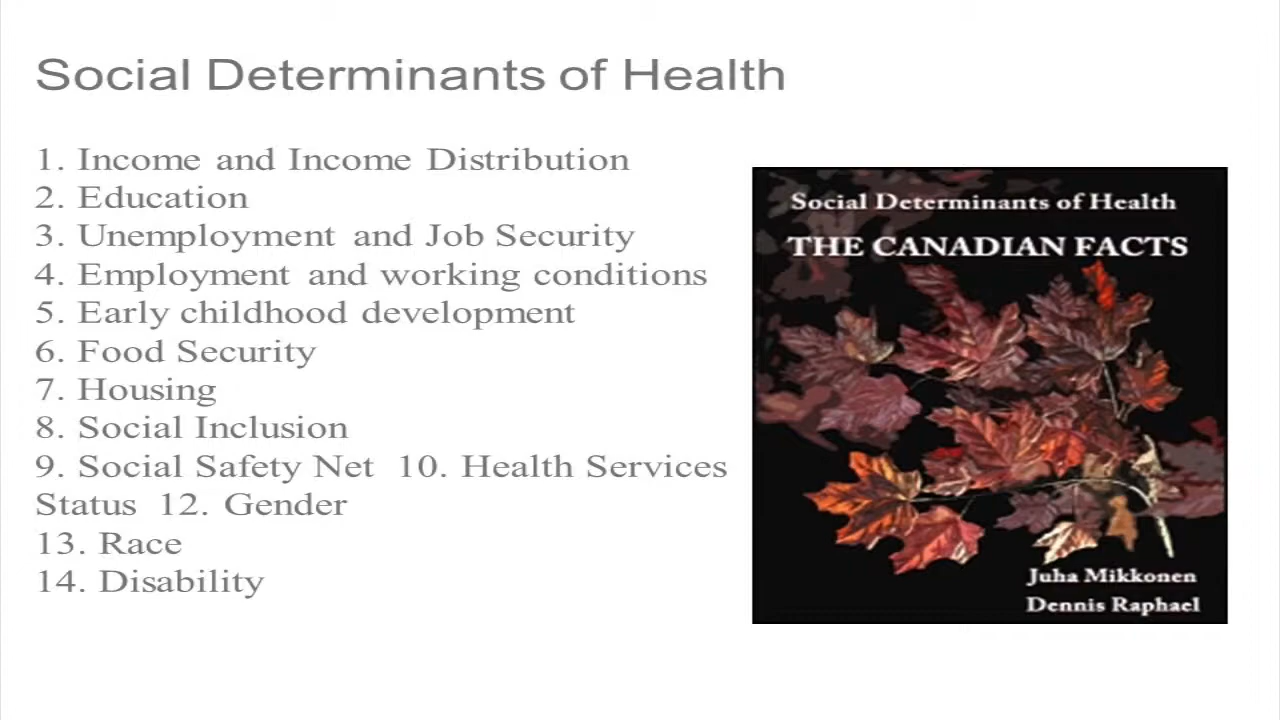 Social Determinants of Health
1. Income and Income Distribution
2. Education
3. Unemployment and Job Security
4. Employment and working conditions
5. Early childhood development
6. Food Security
7. Housing
8. Social Inclusion
9. Social Safety Net 10. Health Services
Status 12. Gender
13. Race
14. Disability
Social Determinants of Health
THE CANADIAN FACTS
Juha Mikkonen
Dennis Raphael